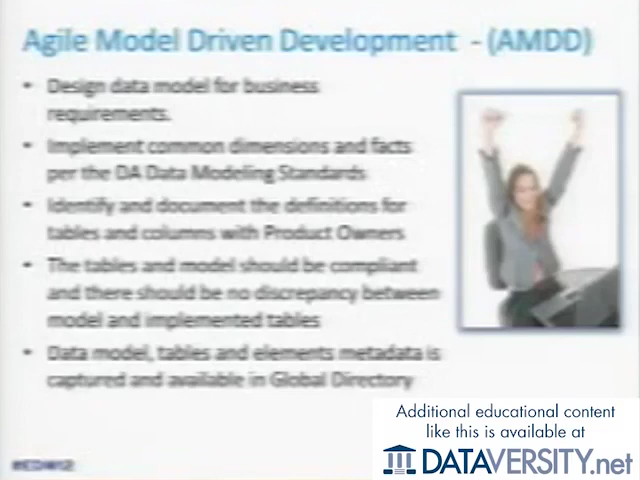 Agile Model Driven Development - (AMDD)
• Design data model for business
requirements.
• Implement common dimensions and facts
per the DA Data Modeling Standards
• Identify and document the definitions for
tables and columns with Product Owners
• The tables and model should be compliant
and there should be no discrepancy between
model and implemented tables
• Data model, tables and elements metadata is
captured and available in Global Directory
#EDW12
Additional educational content
like this is available at
DATAVERSITY.net